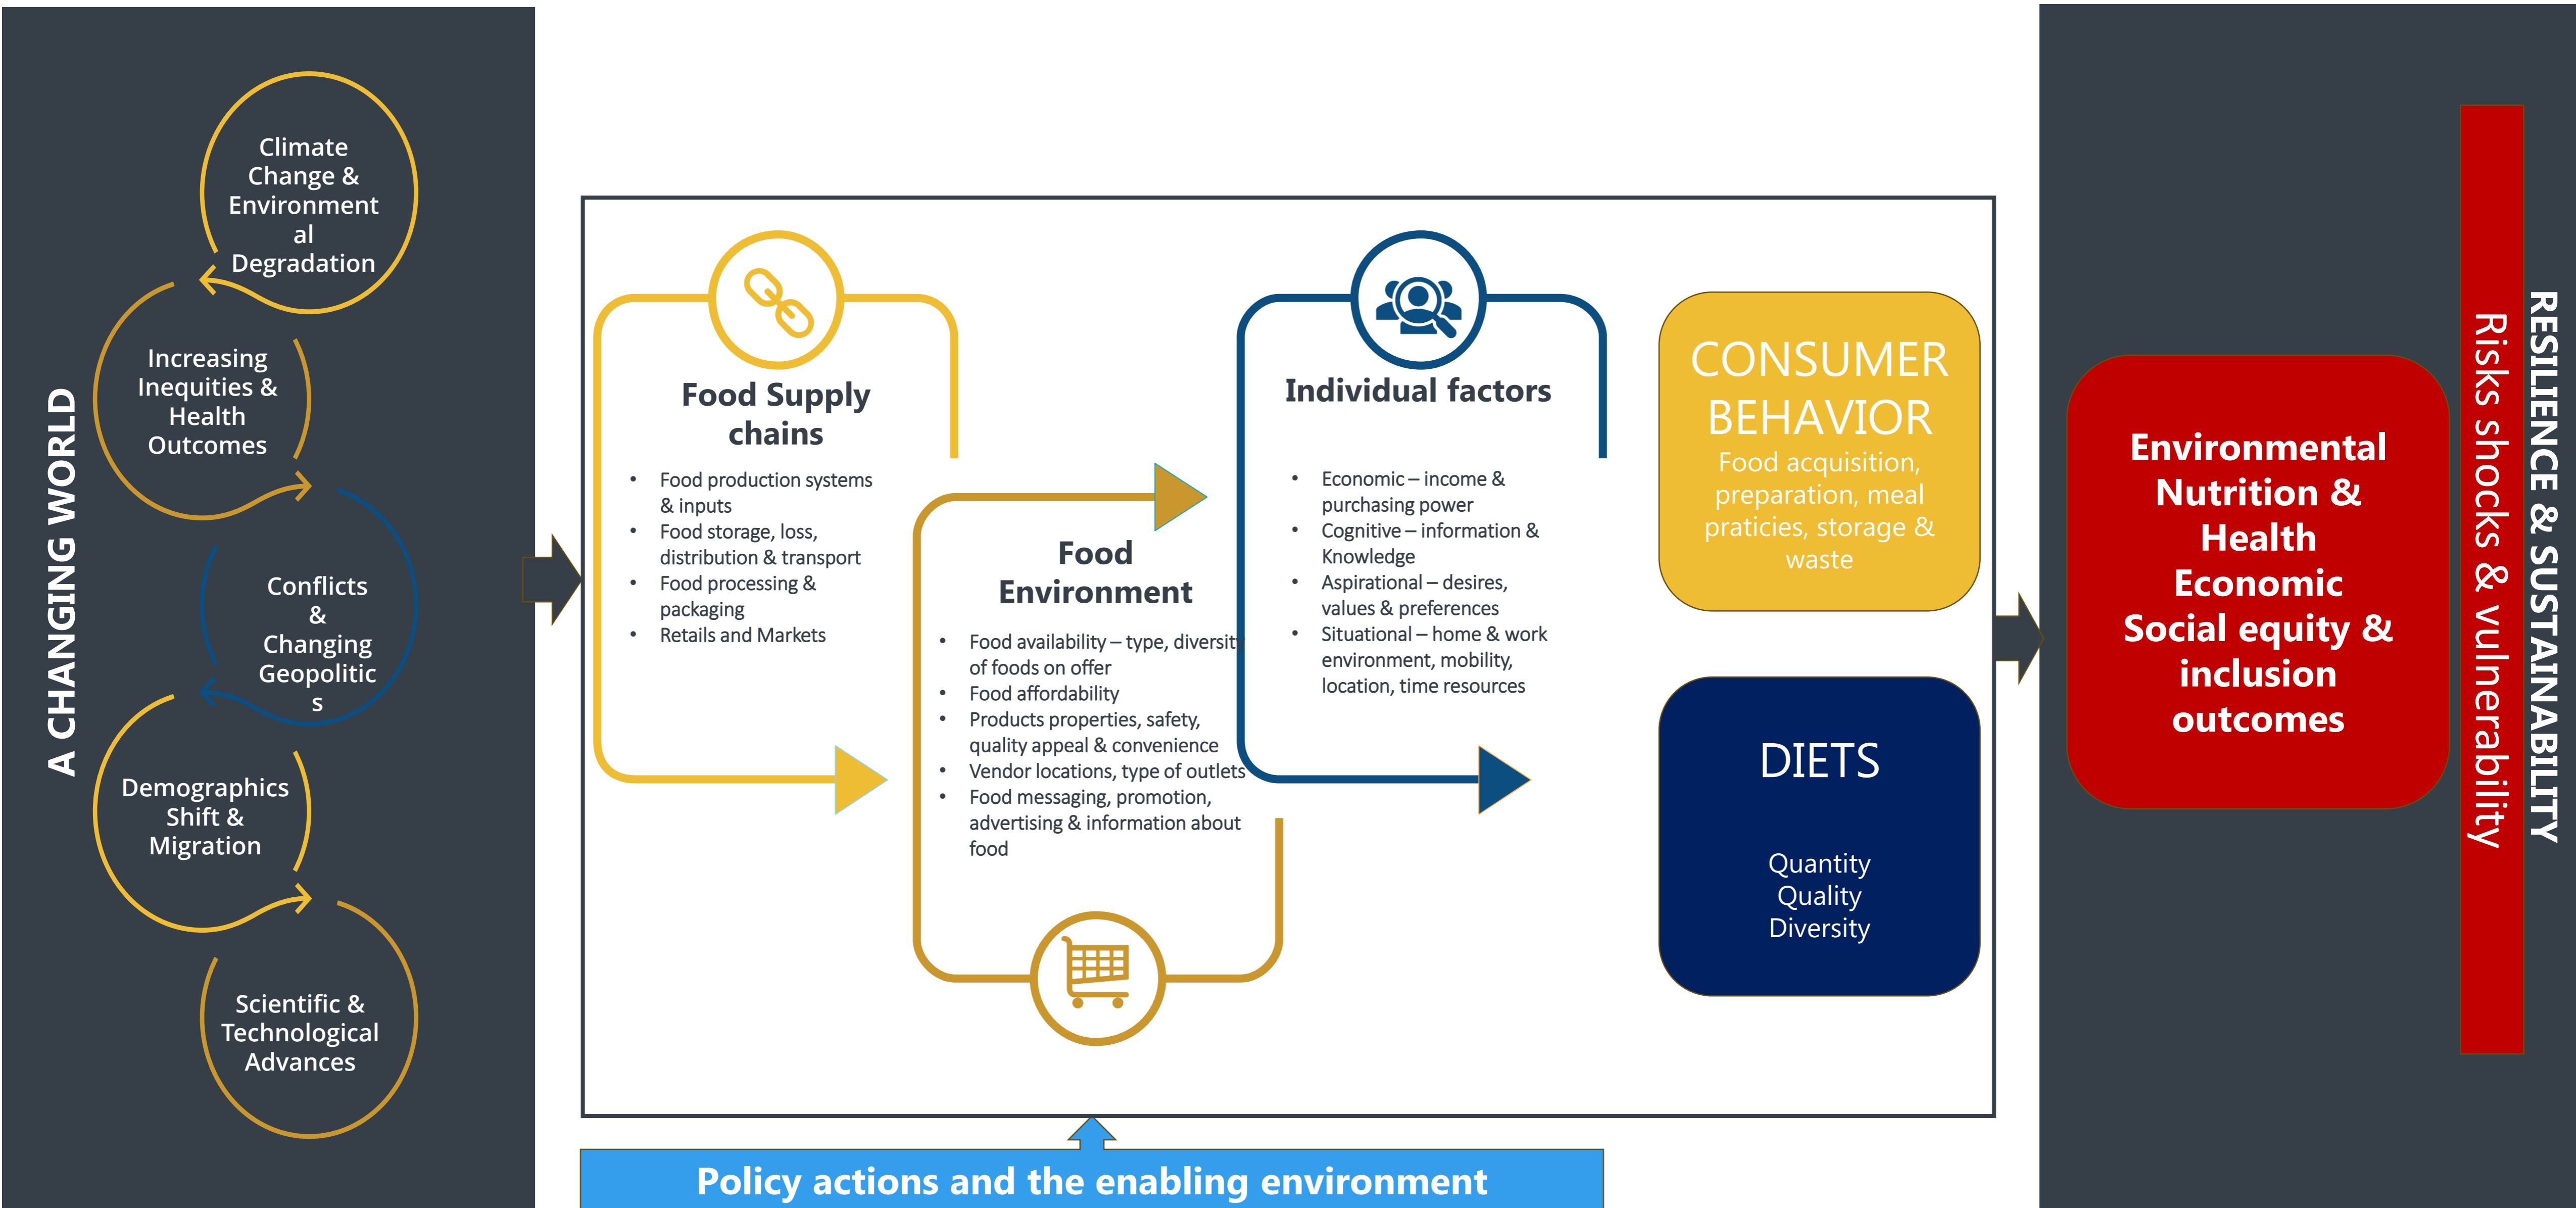 A CHANGING WORLD
Climate
Change &
Environment
al
Degradation
Increasing
Inequities &
Health
Outcomes
Conflicts
&
Changing
Geopolitic
s
Demographics
Shift &
Migration
Scientific &
Technological
Advances
Food Supply
chains
• Food production systems
& inputs
• Food storage, loss,
distribution & transport
• Food processing &
packaging
• Retails and Markets
Food
Environment
• Food availability – type, diversity
of foods on offer
• Food affordability
• Products properties, safety,
quality appeal & convenience
• Vendor locations, type of outlets
• Food messaging, promotion,
advertising & information about
food
Individual factors
• Economic – income &
purchasing power
• Cognitive – information &
Knowledge
• Aspirational – desires,
values & preferences
• Situational – home & work
environment, mobility,
location, time resources
CONSUMER
BEHAVIOR
Food acquisition,
preparation, meal
praticies, storage &
waste
DIETS
Quantity
Quality
Diversity
Policy actions and the enabling environment
Environmental
Nutrition &
Health
Economic
Social equity &
inclusion
outcomes
Risks shocks & vulnerability
RESILIENCE & SUSTAINABILITY